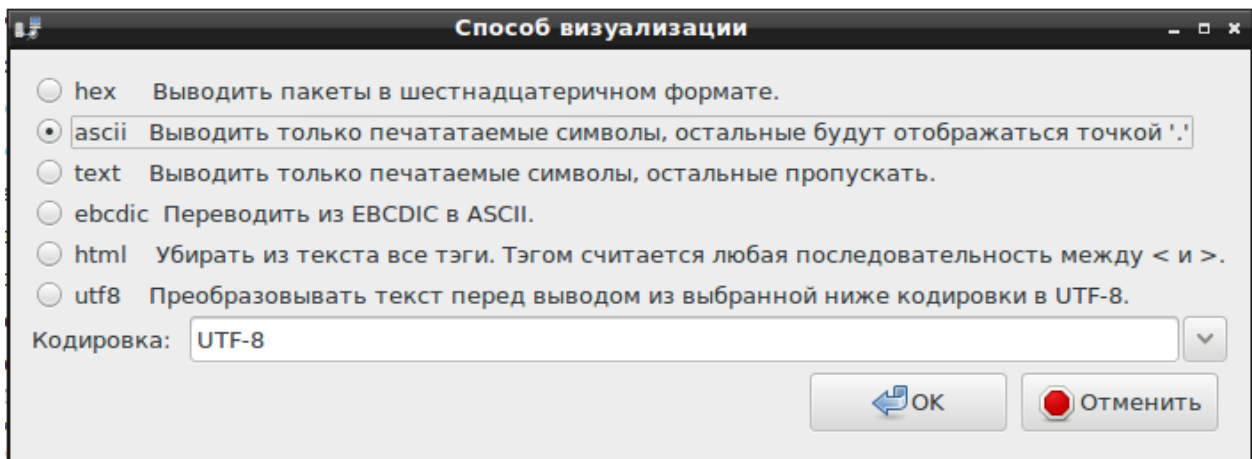 Способ визуализации
hex Выводить пакеты в шестнадцатеричном формате.
ascii Выводить только печататаемые символы, остальные будут отображаться точкой '.'
text Выводить только печатаемые символы, остальные пропускать.
ebcdic Переводить из EBCDIC в ASCII.
html Убирать из текста все тэги. Тэгом считается любая последовательность между < и >.
utf8 Преобразовывать текст перед выводом из выбранной ниже кодировки в UTF-8.
Кодировка: UTF-8
OK Отменить